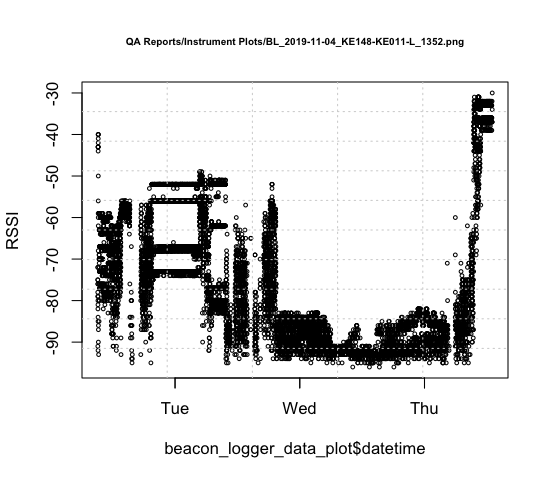 QA Reports/Instrument Plots/BL_2019-11-04_KE148-KE011-L_1352.png
-30
-40
-50
-60
-70
-80
-90
RSSI
Tue Wed Thu
beacon_logger_data_plot$datetime